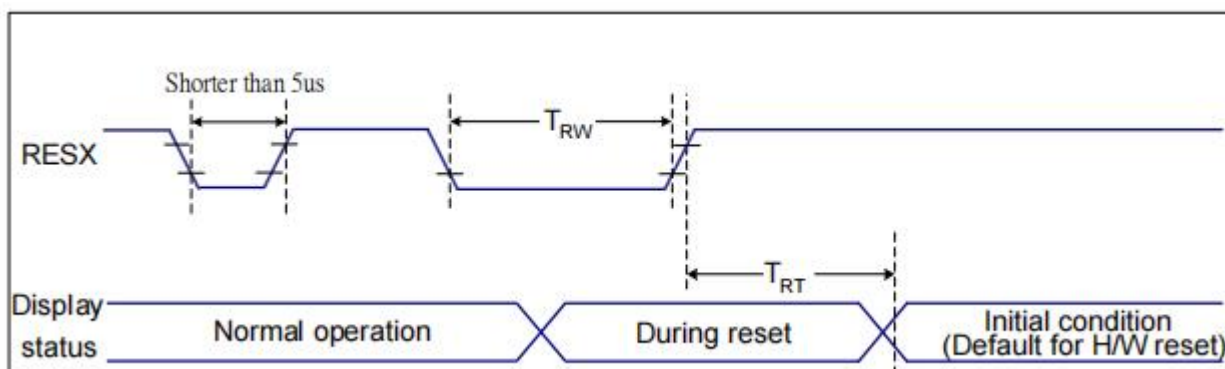 Shorter than 5us
RESX
TRW
TRT
Display
status
Normal operation
During reset
Initial condition
(Default for H/W reset)